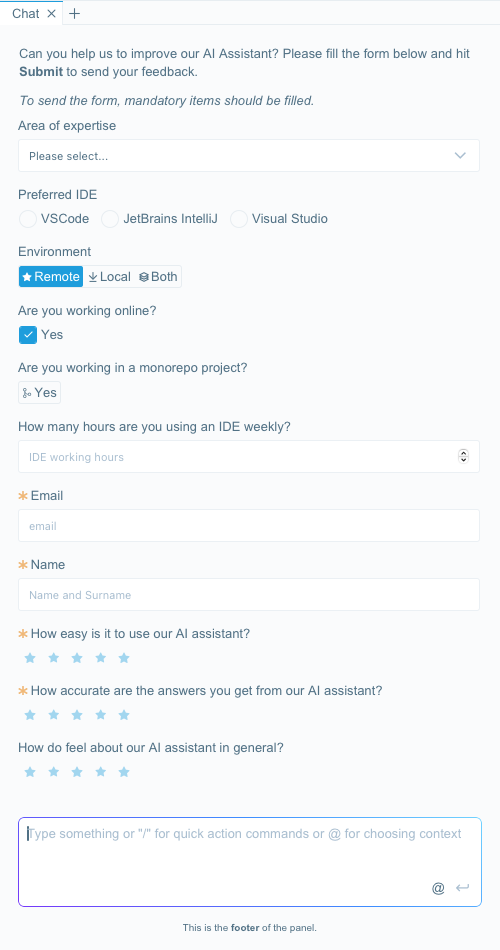 Chat
Can you help us to improve our AI Assistant? Please fill the form below and hit
Submit to send your feedback.
To send the form, mandatory items should be filled.
Area of expertise
Please select...
Preferred IDE
VSCode JetBrains IntelliJ Visual Studio
Environment
Remote Local Both
Are you working online?
Yes
Are you working in a monorepo project?
Yes
How many hours are you using an IDE weekly?
IDE working hours
* Email
email
* Name
Name and Surname
* How easy is it to use our AI assistant?
* How accurate are the answers you get from our AI assistant?
How do feel about our AI assistant in general?
Type something or "/" for quick action commands or @ for choosing context
@
This is the footer of the panel.